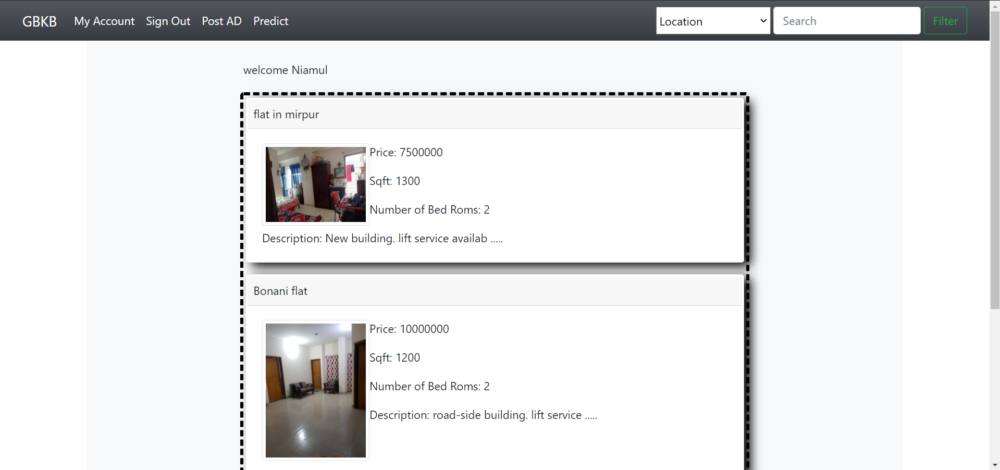 GBKB My Account Sign Out Post AD Predict Location Search Filter
welcome Niamul
flat in mirpur
Price: 7500000
Sqft: 1300
Number of Bed Roms: 2
Description: New building. lift service availab .....
Bonani flat
Price: 10000000
Sqft: 1200
Number of Bed Roms: 2
Description: road-side building. lift service .....